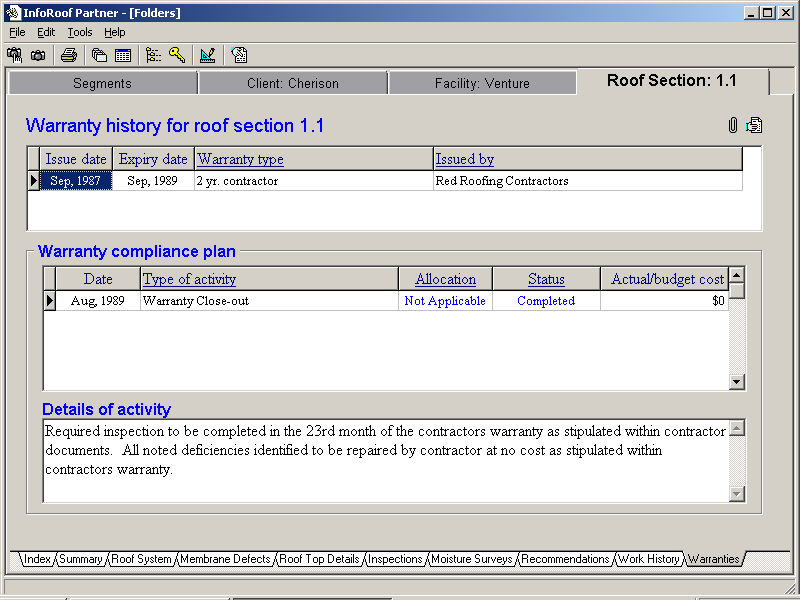 InfoRoof Partner - [Folders]
File Edit Tools Help
Segments Client: Cherison Facility: Venture Roof Section: 1.1
Warranty history for roof section 1.1
Issue date Expiry date Warranty type Issued by
Sep, 1987 Sep, 1989 2 yr. contractor Red Roofing Contractors
Warranty compliance plan
Date Type of activity Allocation Status Actual/budget cost
Aug, 1989 Warranty Close-out Not Applicable Completed $0
Details of activity
Required inspection to be completed in the 23rd month of the contractors warranty as stipulated within contractor
documents.  All noted deficiencies identified to be repaired by contractor at no cost as stipulated within
contractors warranty.
Index Summary Roof System Membrane Defects Roof Top Details Inspections Moisture Surveys Recommendations Work History Warranties